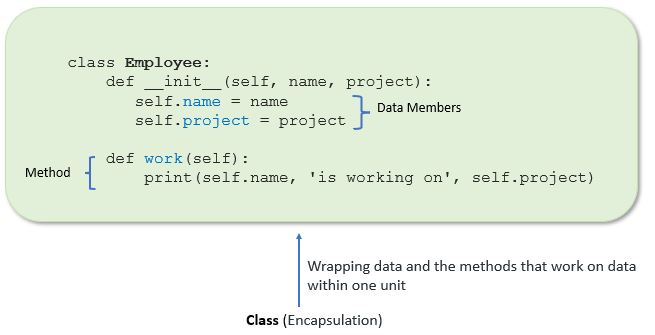 class Employee:
def __init__(self, name, project):
self.name = name
self.project = project
Data Members
Method
def work(self):
print(self.name, 'is working on', self.project)
Wrapping data and the methods that work on data
within one unit
Class (Encapsulation)